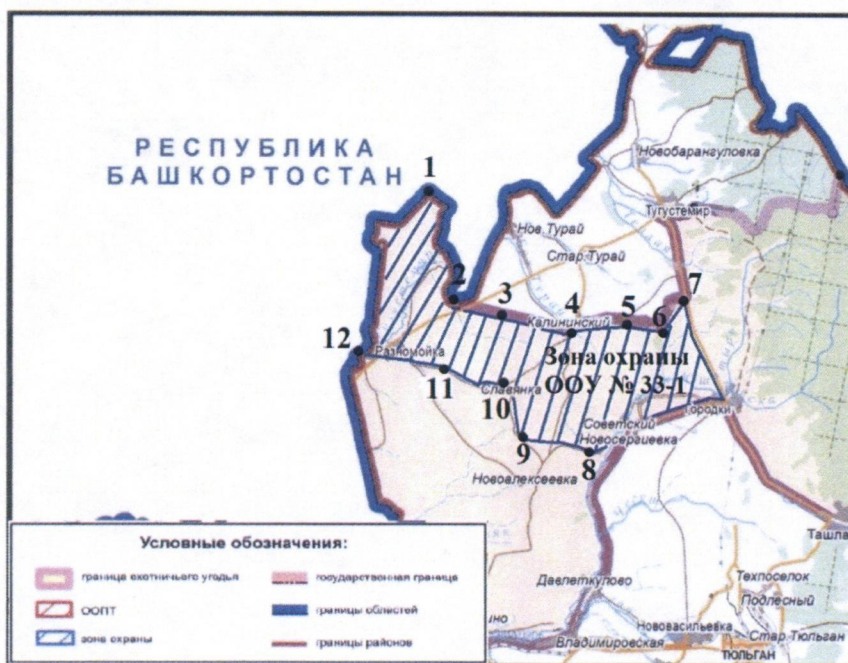 РЕСПУБЛИКА
БАШКОРТОСТАН
1
Новобарангуловка
Тугустемир
Нов.Турай
Стар.Турай
2
3
4
5
6
7
Калининский
12
Разномойка
Зона охраны
ООУ № 33-1
11
10
Славянка
Городки
Советский
Новосергиевка
9
8
Новоалексеевка
Ташла
Условные обозначения:
граница охотничьего угодья
государственная граница
ООПТ
границы областей
зона охраны
границы районов
Давлеткулово
Техпоселок
Подлесный
Нововасильевка
Стар.Тюльган
Владимировская
ТЮЛЬГАН